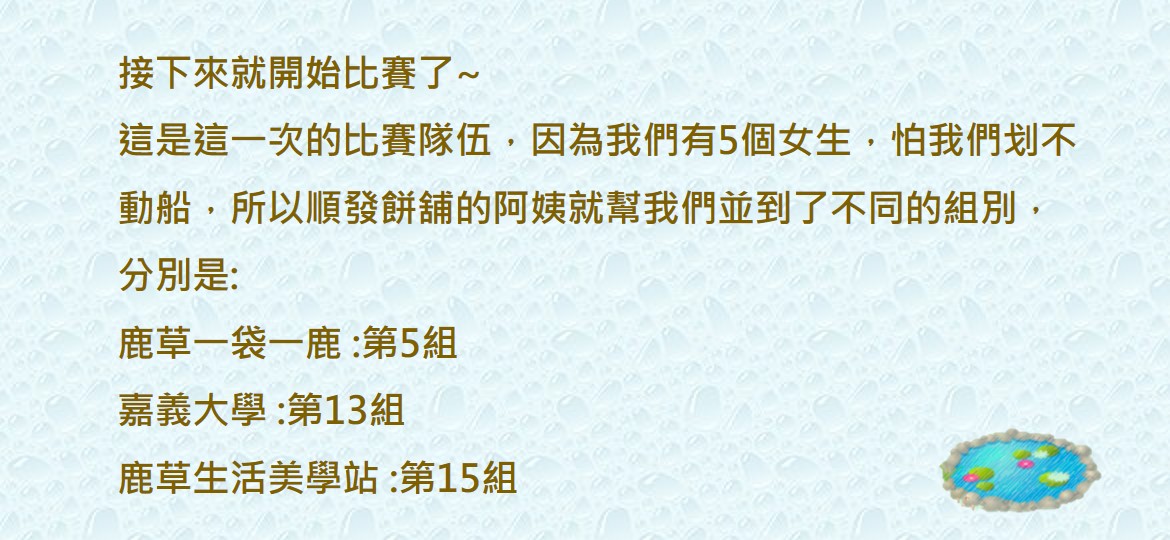 接下來就開始比賽了~
這是這一次的比賽隊伍，因為我們有5個女生，怕我們划不
動船，所以順發餅舖的阿姨就幫我們並到了不同的組別，
分別是:
鹿草一袋一鹿 :第5組
嘉義大學 :第13組
鹿草生活美學站 :第15組